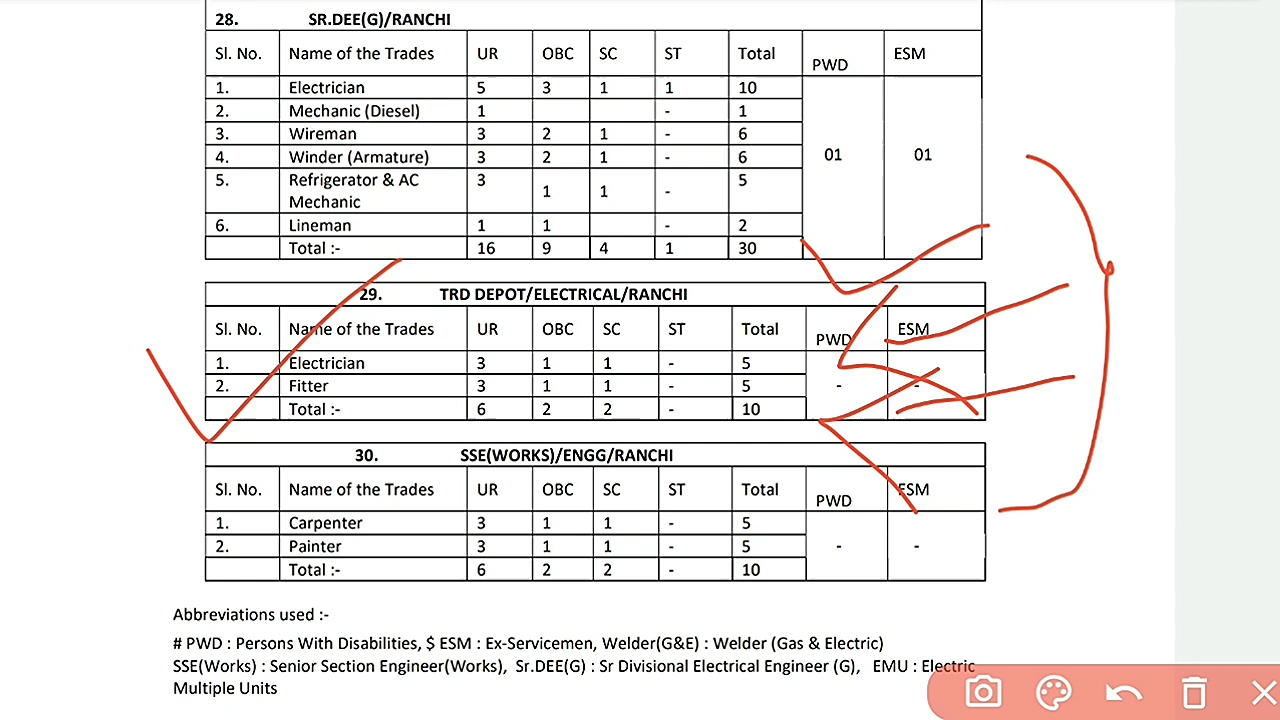 28. SR.DEE(G)/RANCHI
Sl. No. Name of the Trades UR OBC SC ST Total PWD ESM
1. Electrician 5 3 1 1 10
2. Mechanic (Diesel) 1 - 1
3. Wireman 3 2 1 - 6
4. Winder (Armature) 3 2 1 - 6 01 01
5. Refrigerator & AC Mechanic 3 1 1 - 5
6. Lineman 1 1 - 2
Total :- 16 9 4 1 30
29. TRD DEPOT/ELECTRICAL/RANCHI
Sl. No. Name of the Trades UR OBC SC ST Total PWD ESM
1. Electrician 3 1 1 - 5
2. Fitter 3 1 1 - 5 - -
Total :- 6 2 2 - 10
30. SSE(WORKS)/ENGG/RANCHI
Sl. No. Name of the Trades UR OBC SC ST Total PWD ESM
1. Carpenter 3 1 1 - 5
2. Painter 3 1 1 - 5 - -
Total :- 6 2 2 - 10
Abbreviations used :-
# PWD : Persons With Disabilities, $ ESM : Ex-Servicemen, Welder(G&E) : Welder (Gas & Electric)
SSE(Works) : Senior Section Engineer(Works), Sr.DEE(G) : Sr Divisional Electrical Engineer (G), EMU : Electric
Multiple Units